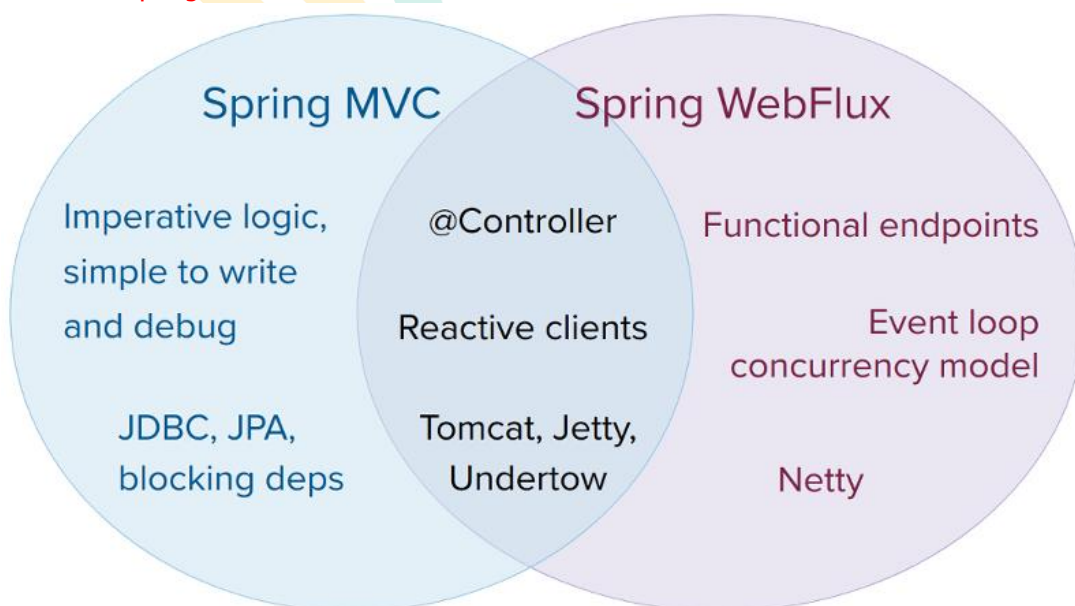 Spring MVC
Spring WebFlux
Imperative logic,
simple to write
and debug
JDBC, JPA,
blocking deps
@Controller
Reactive clients
Tomcat, Jetty,
Undertow
Functional endpoints
Event loop
concurrency model
Netty